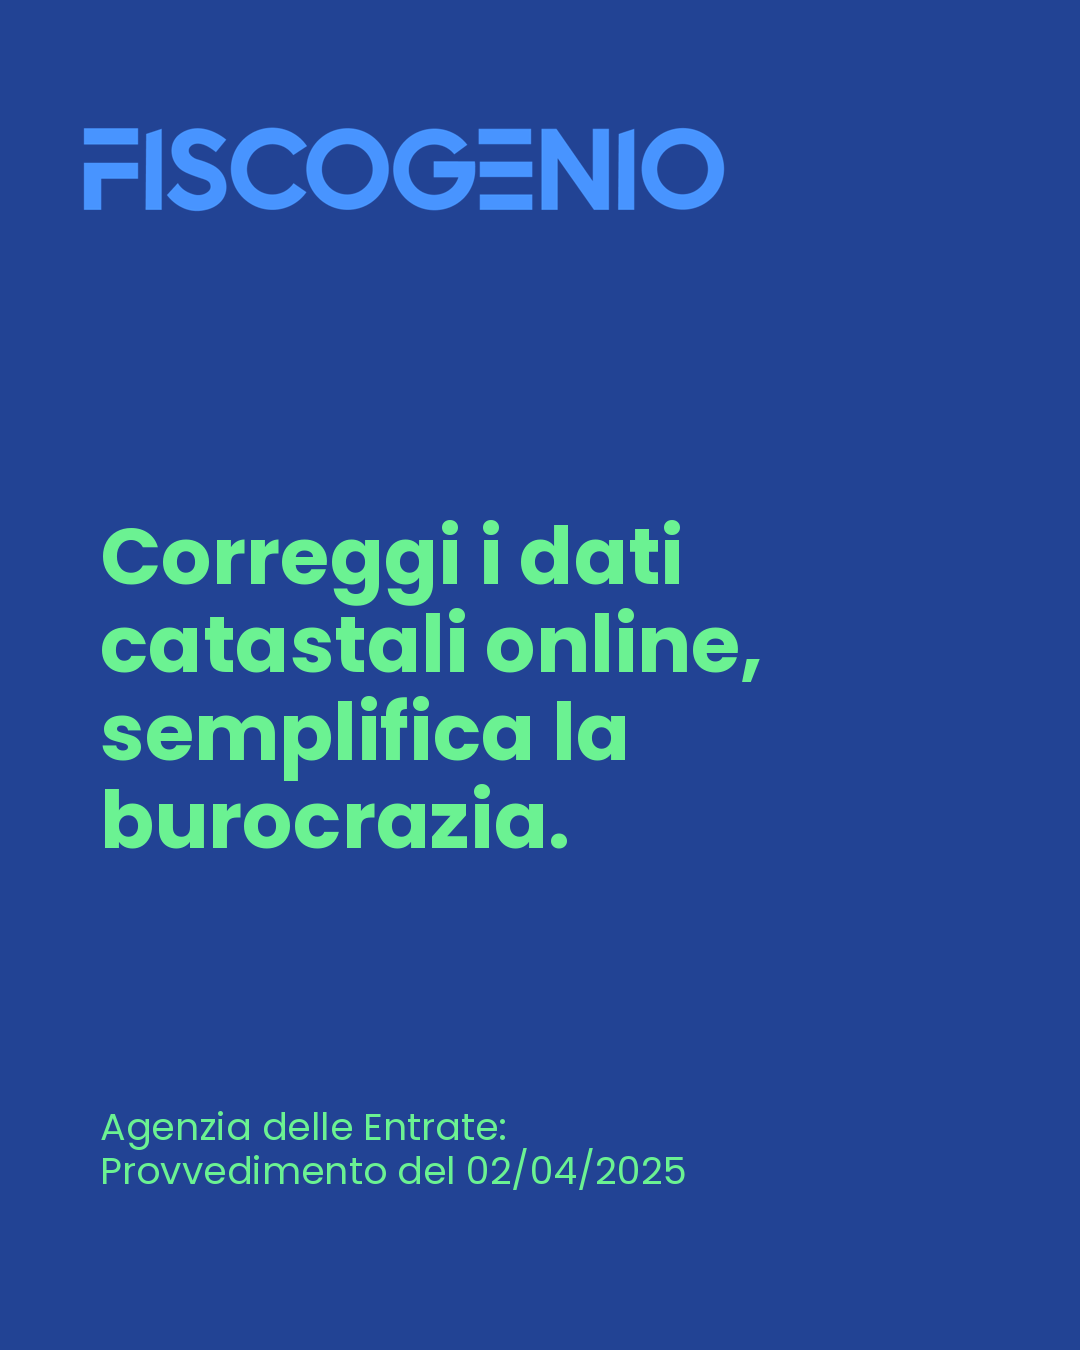 FISCOGENIO
Correggi i dati
catastali online,
semplifica la
burocrazia.
Agenzia delle Entrate:
Provvedimento del 02/04/2025